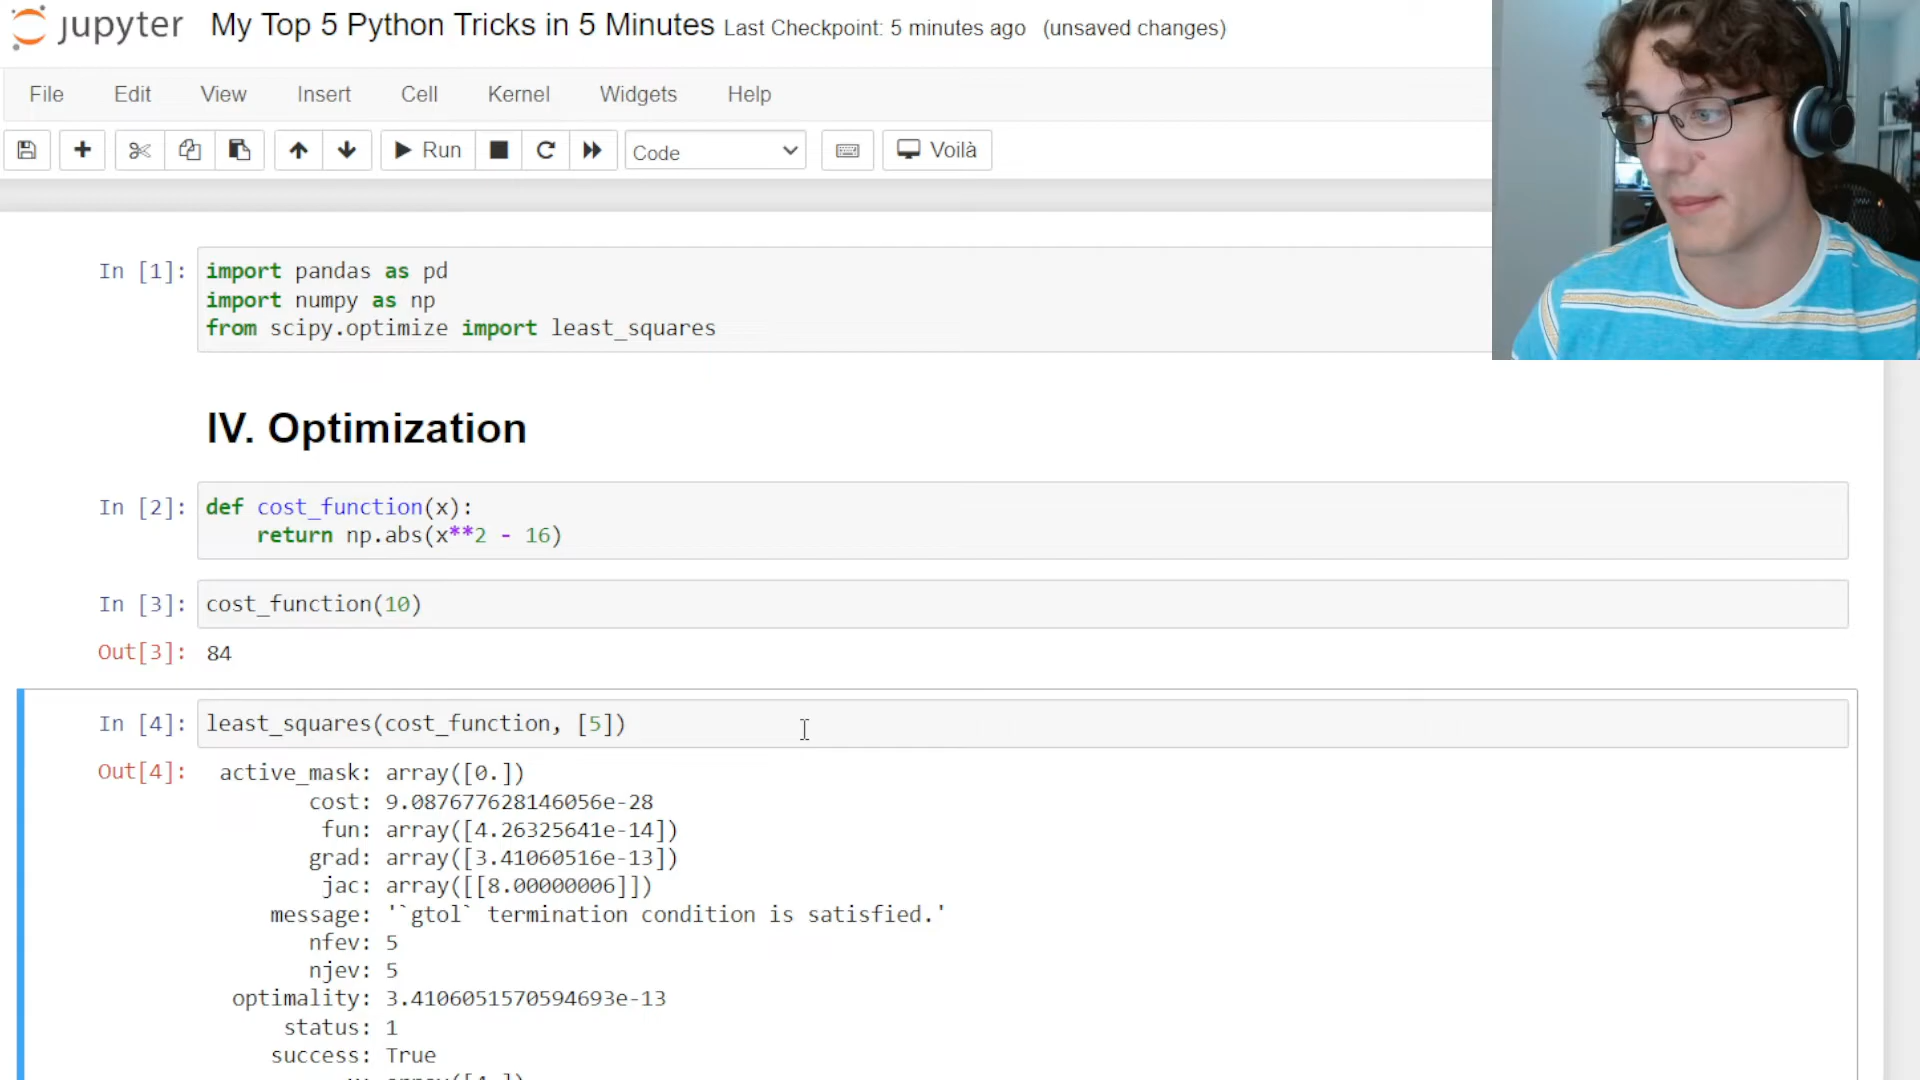 jupyter My Top 5 Python Tricks in 5 Minutes Last Checkpoint: 5 minutes ago (unsaved changes)
File Edit View Insert Cell Kernel Widgets Help
Run Code Voilà
In [1]: import pandas as pd
import numpy as np
from scipy.optimize import least_squares
IV. Optimization
In [2]: def cost_function(x):
return np.abs(x**2 - 16)
In [3]: cost_function(10)
Out[3]: 84
In [4]: least_squares(cost_function, [5])
Out[4]: active_mask: array([0.])
cost: 9.087677628146056e-28
fun: array([4.26325641e-14])
grad: array([3.41060516e-13])
jac: array([[8.00000006]])
message: '`gtol` termination condition is satisfied.'
nfev: 5
njev: 5
optimality: 3.4106051570594693e-13
status: 1
success: True